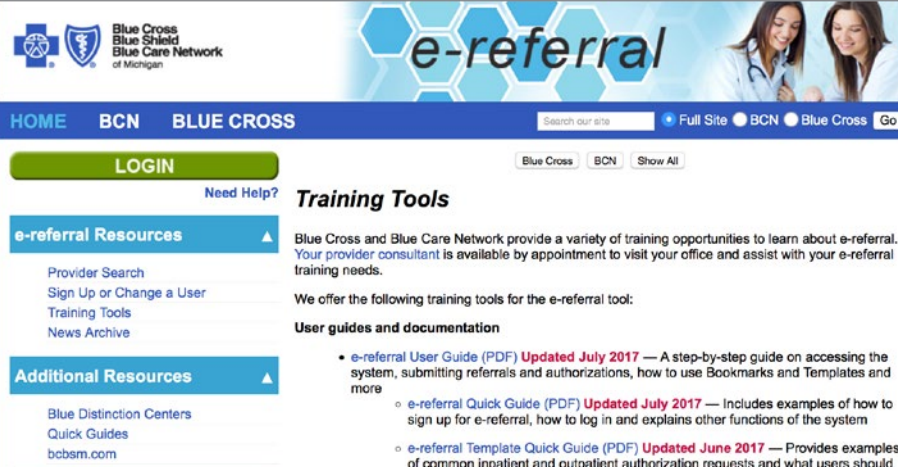 Blue Cross
Blue Shield
Blue Care Network
of Michigan
e-referral
HOME BCN BLUE CROSS
Search our site Full Site BCN Blue Cross Go
LOGIN
Need Help?
e-referral Resources
Provider Search
Sign Up or Change a User
Training Tools
News Archive
Additional Resources
Blue Distinction Centers
Quick Guides
bcbsm.com
Blue Cross BCN Show All
Training Tools
Blue Cross and Blue Care Network provide a variety of training opportunities to learn about e-referral.
Your provider consultant is available by appointment to visit your office and assist with your e-referral
training needs.
We offer the following training tools for the e-referral tool:
User guides and documentation
• e-referral User Guide (PDF) Updated July 2017 — A step-by-step guide on accessing the
system, submitting referrals and authorizations, how to use Bookmarks and Templates and
more
◦ e-referral Quick Guide (PDF) Updated July 2017 — Includes examples of how to
sign up for e-referral, how to log in and explains other functions of the system
◦ e-referral Template Quick Guide (PDF) Updated June 2017 — Provides examples
of common inpatient and outpatient authorization requests and what users should